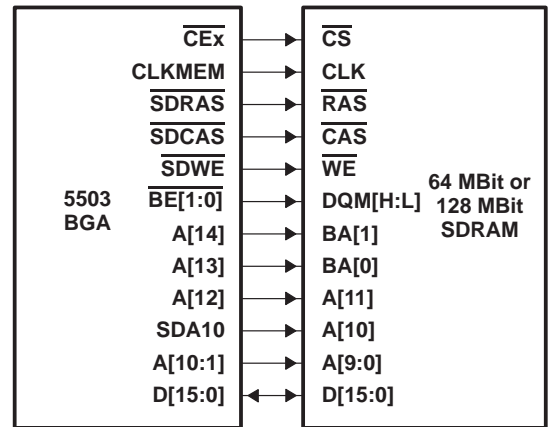 CEx CS
CLKMEM CLK
SDRAS RAS
SDCAS CAS
SDWE WE
5503
BGA
BE[1:0] DQM[H:L]
64 MBit or
128 MBit
SDRAM
A[14] BA[1]
A[13] BA[0]
A[12] A[11]
SDA10 A[10]
A[10:1] A[9:0]
D[15:0] D[15:0]